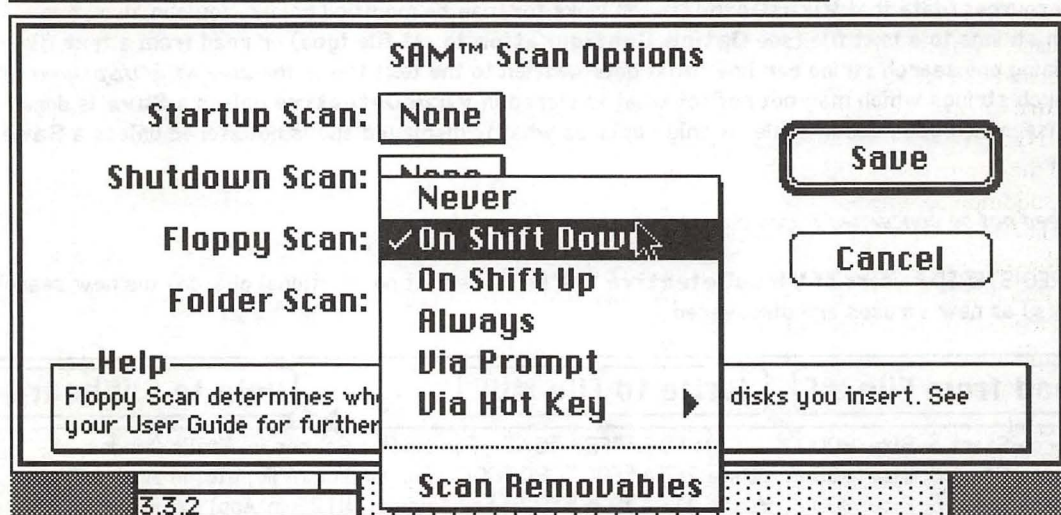 SAM™ Scan Options
Startup Scan: None
Shutdown Scan: None
Floppy Scan:
Folder Scan:
Never
✓On Shift Down
On Shift Up
Always
Via Prompt
Via Hot Key ▶
Scan Removables
Save
Cancel
Help
Floppy Scan determines disks you insert. See
your User Guide for further
3.3.2